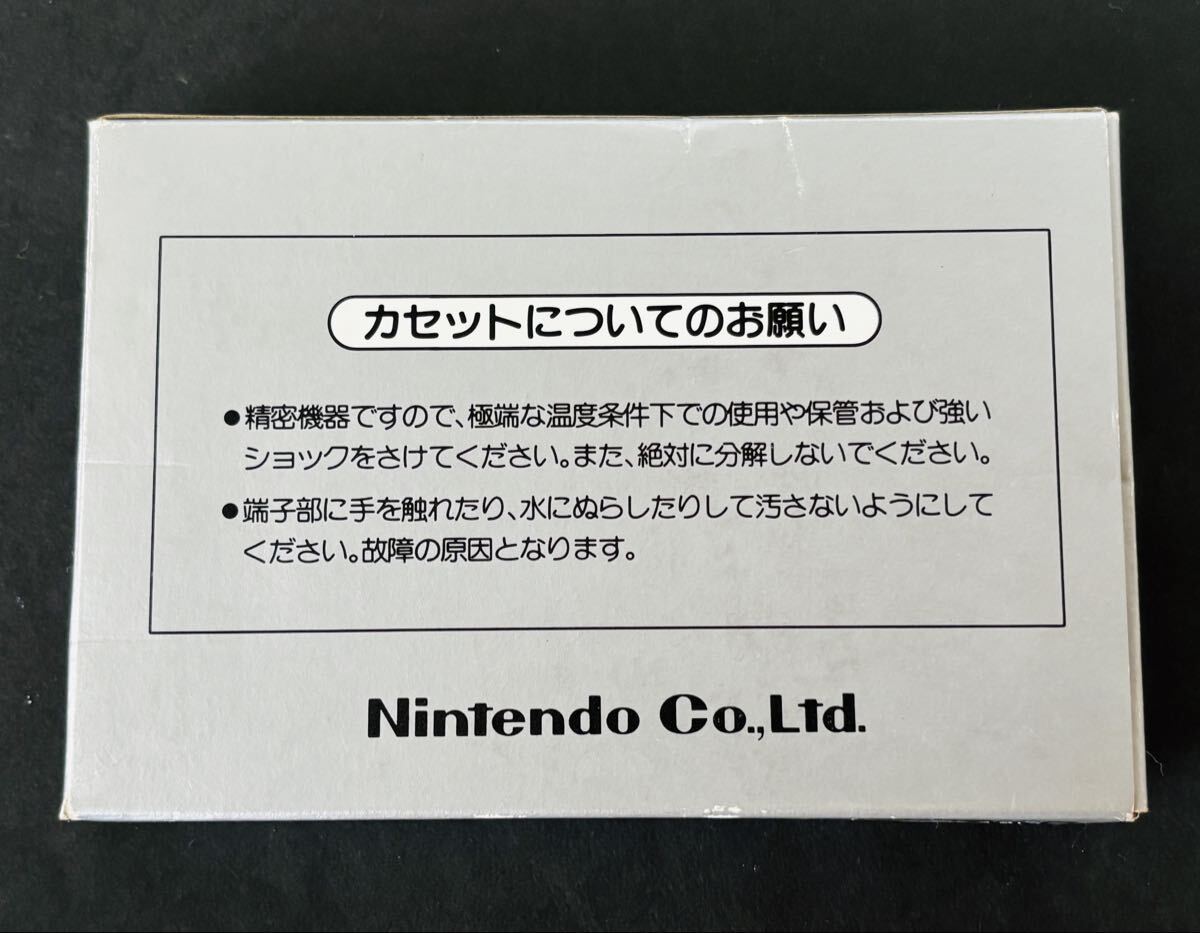 カセットについてのお願い
●精密機器ですので、極端な温度条件下での使用や保管および強い
ショックをさけてください。また、絶対に分解しないでください。
●端子部に手を触れたり、水にぬらしたりして汚さないようにして
ください。故障の原因となります。
Nintendo Co.,Ltd.